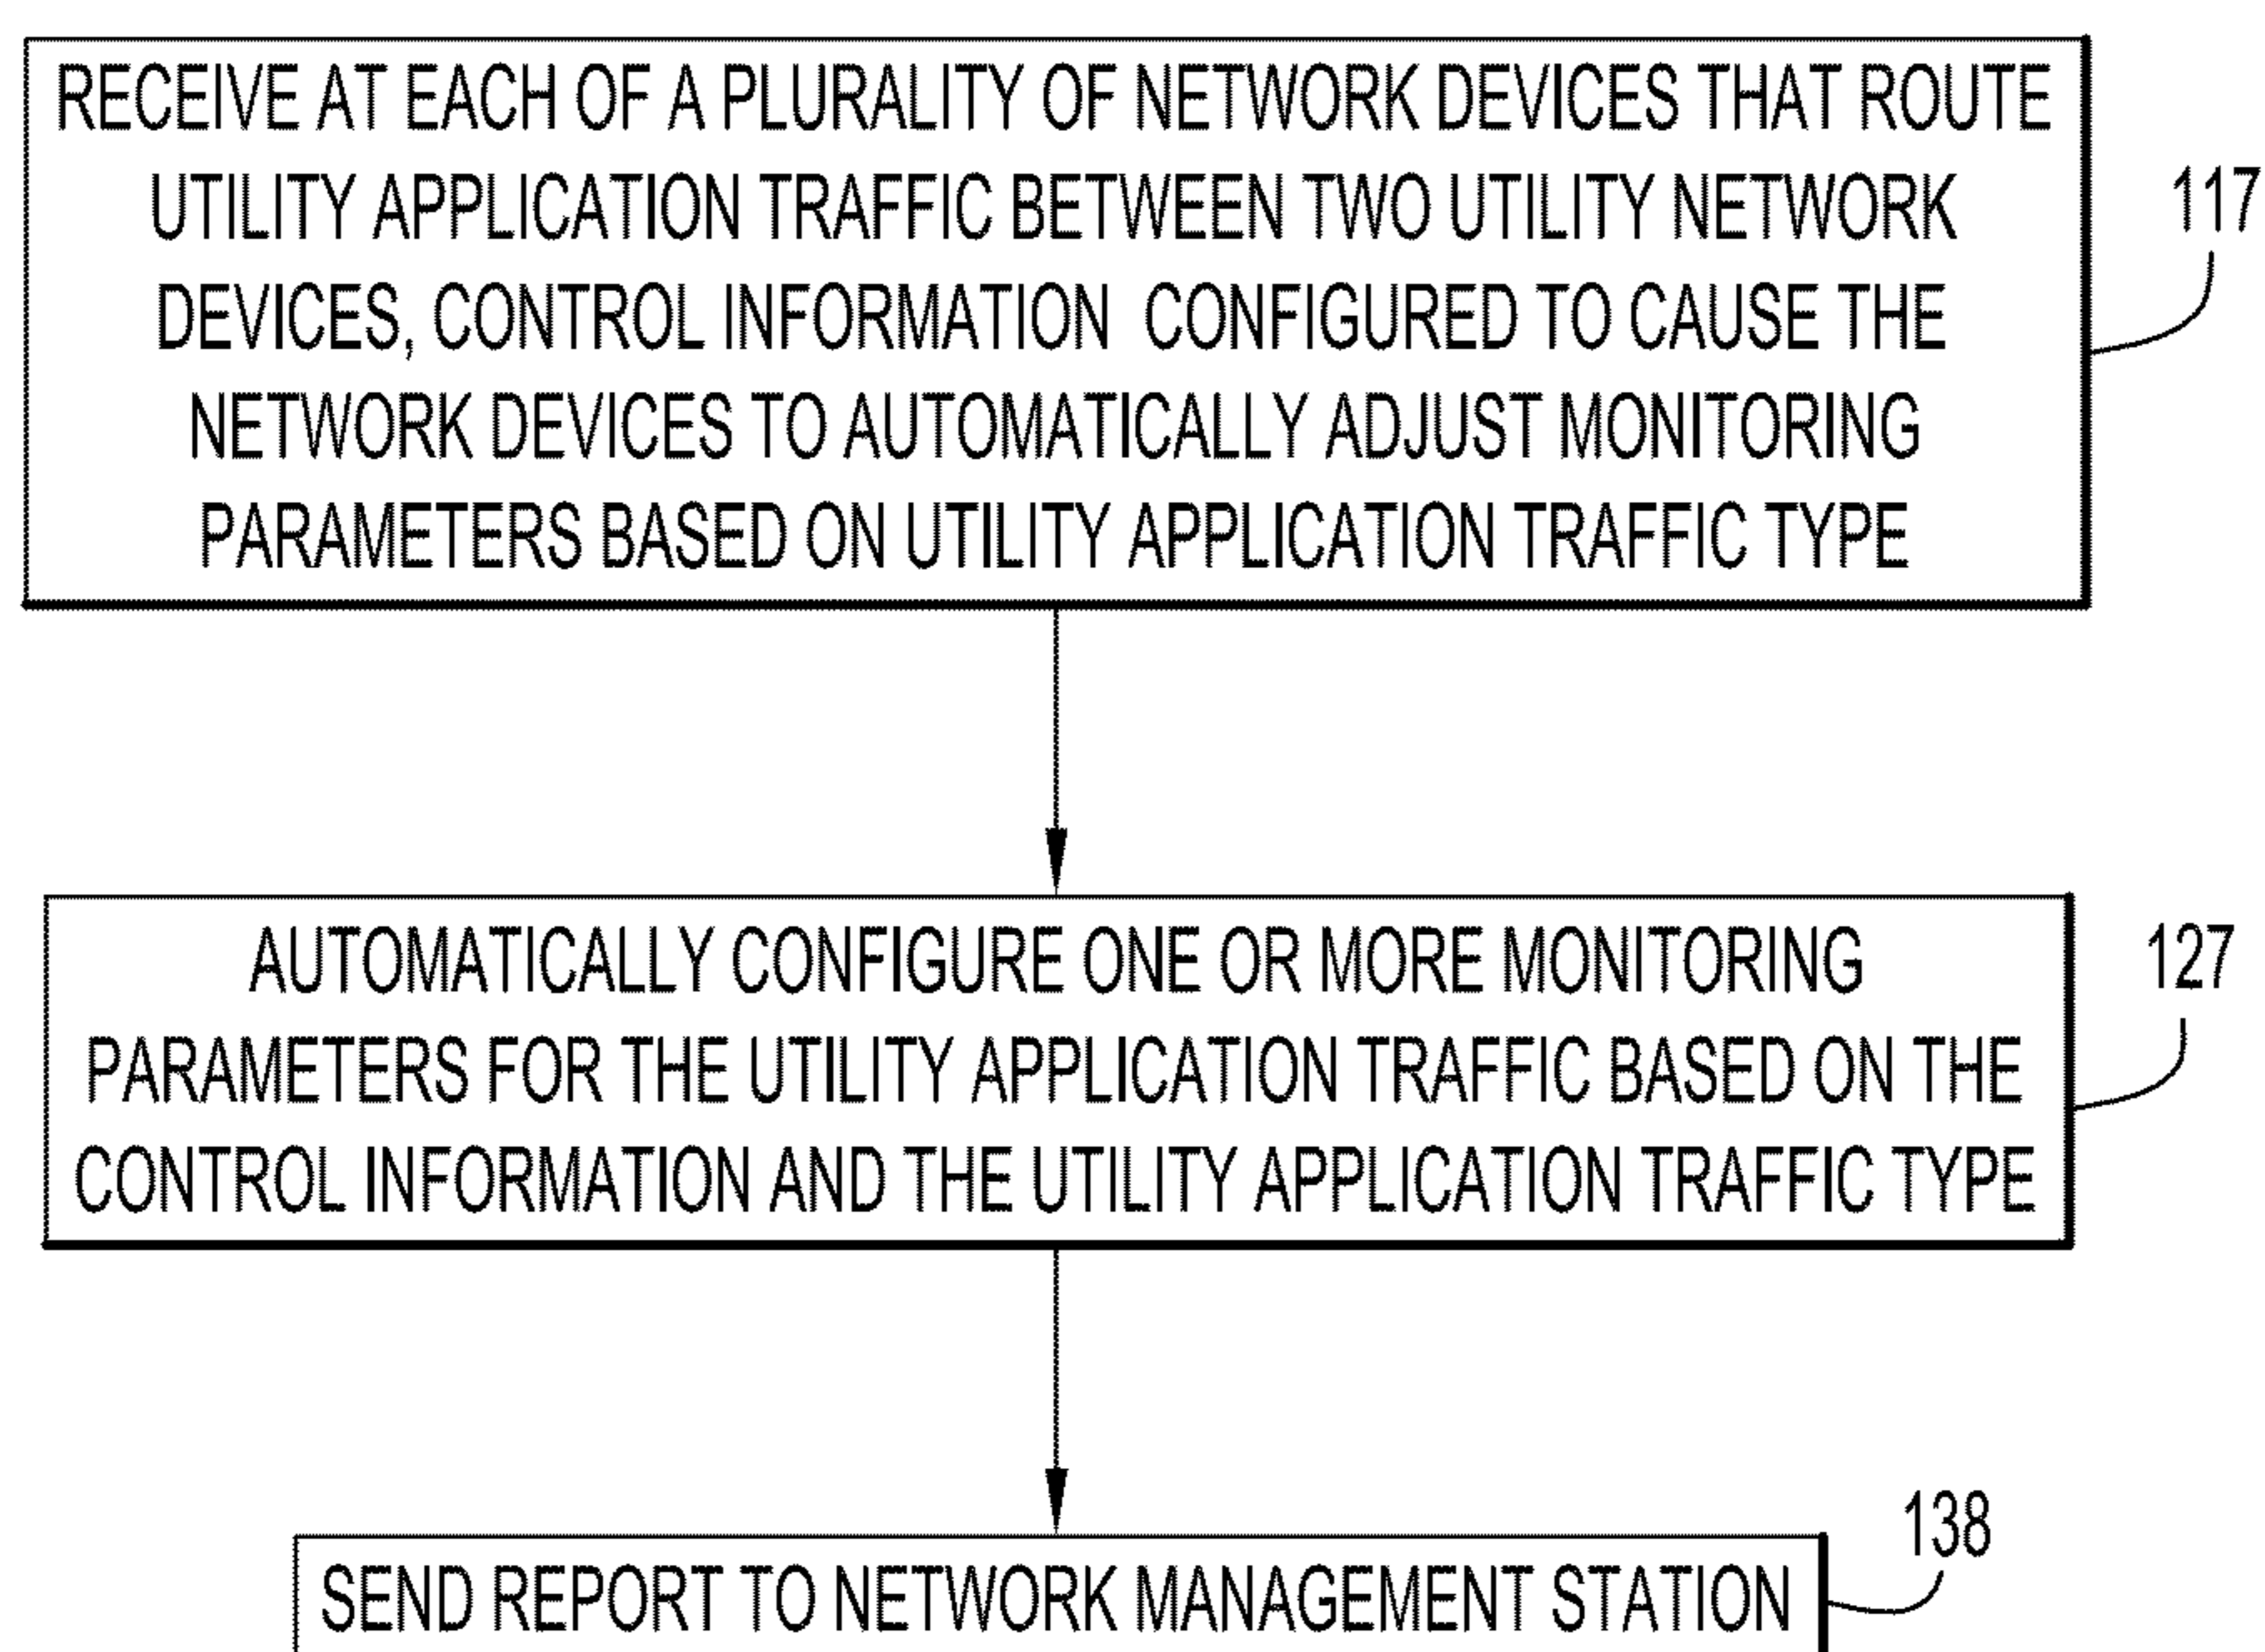 RECEIVE AT EACH OF A PLURALITY OF NETWORK DEVICES THAT ROUTE
UTILITY APPLICATION TRAFFIC BETWEEN TWO UTILITY NETWORK
DEVICES, CONTROL INFORMATION CONFIGURED TO CAUSE THE
NETWORK DEVICES TO AUTOMATICALLY ADJUST MONITORING
PARAMETERS BASED ON UTILITY APPLICATION TRAFFIC TYPE
117
AUTOMATICALLY CONFIGURE ONE OR MORE MONITORING
PARAMETERS FOR THE UTILITY APPLICATION TRAFFIC BASED ON THE
CONTROL INFORMATION AND THE UTILITY APPLICATION TRAFFIC TYPE
127
SEND REPORT TO NETWORK MANAGEMENT STATION
138